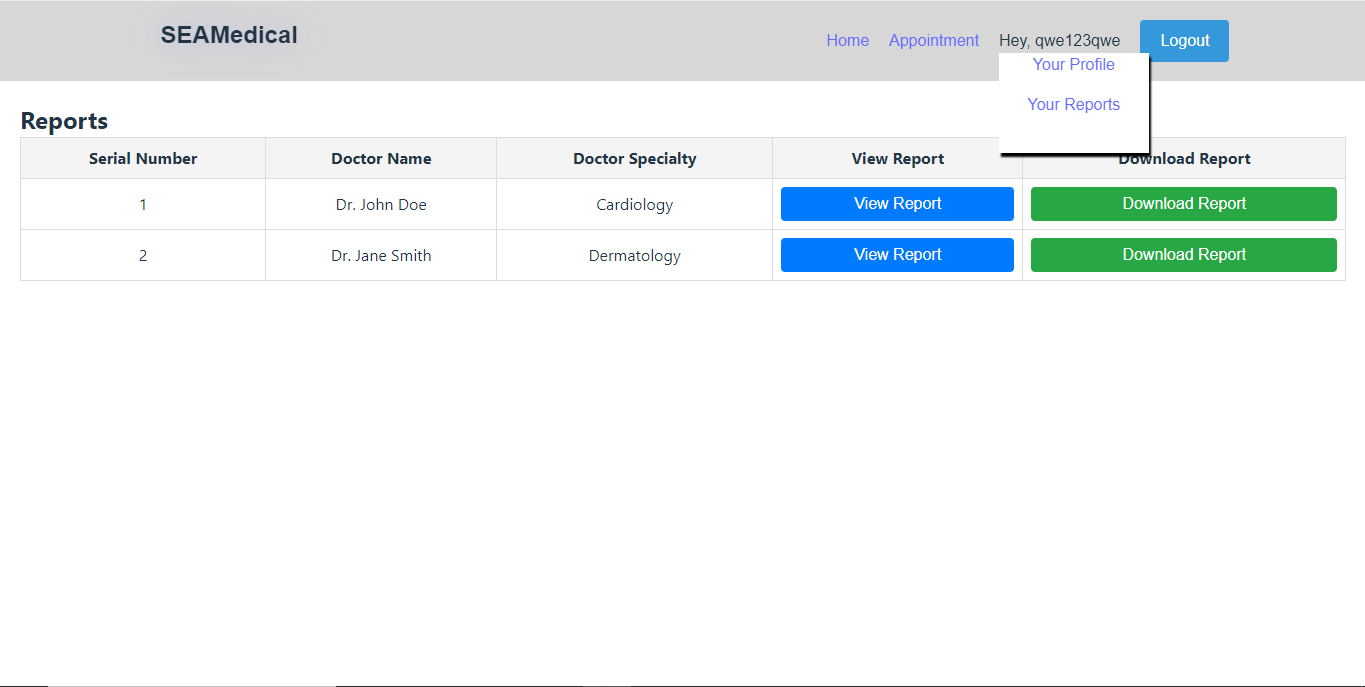 SEAMedical
Home Appointment Hey, qwe123qwe Logout
Your Profile
Your Reports
Reports
Serial Number Doctor Name Doctor Specialty View Report Download Report
1 Dr. John Doe Cardiology View Report Download Report
2 Dr. Jane Smith Dermatology View Report Download Report